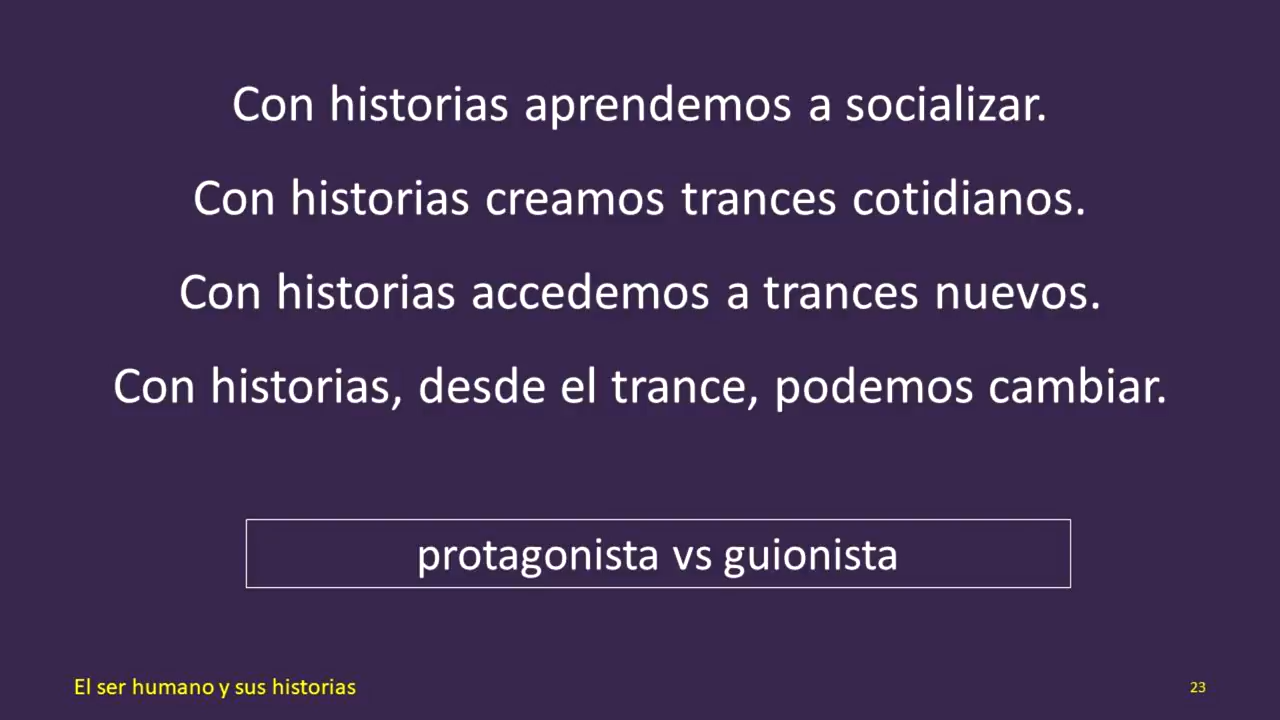 Con historias aprendemos a socializar.
Con historias creamos trances cotidianos.
Con historias accedemos a trances nuevos.
Con historias, desde el trance, podemos cambiar.
protagonista vs guionista
El ser humano y sus historias
23